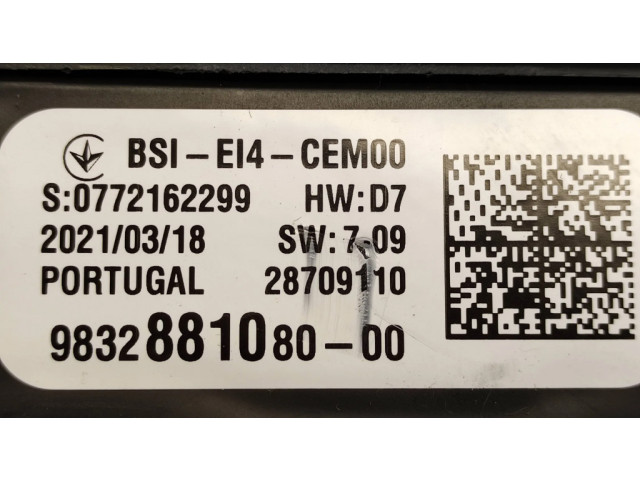 BSI-EI4-CEM00
S:0772162299 HW:D7
2021/03/18 SW:7.09
PORTUGAL 28709110
9832881080-00